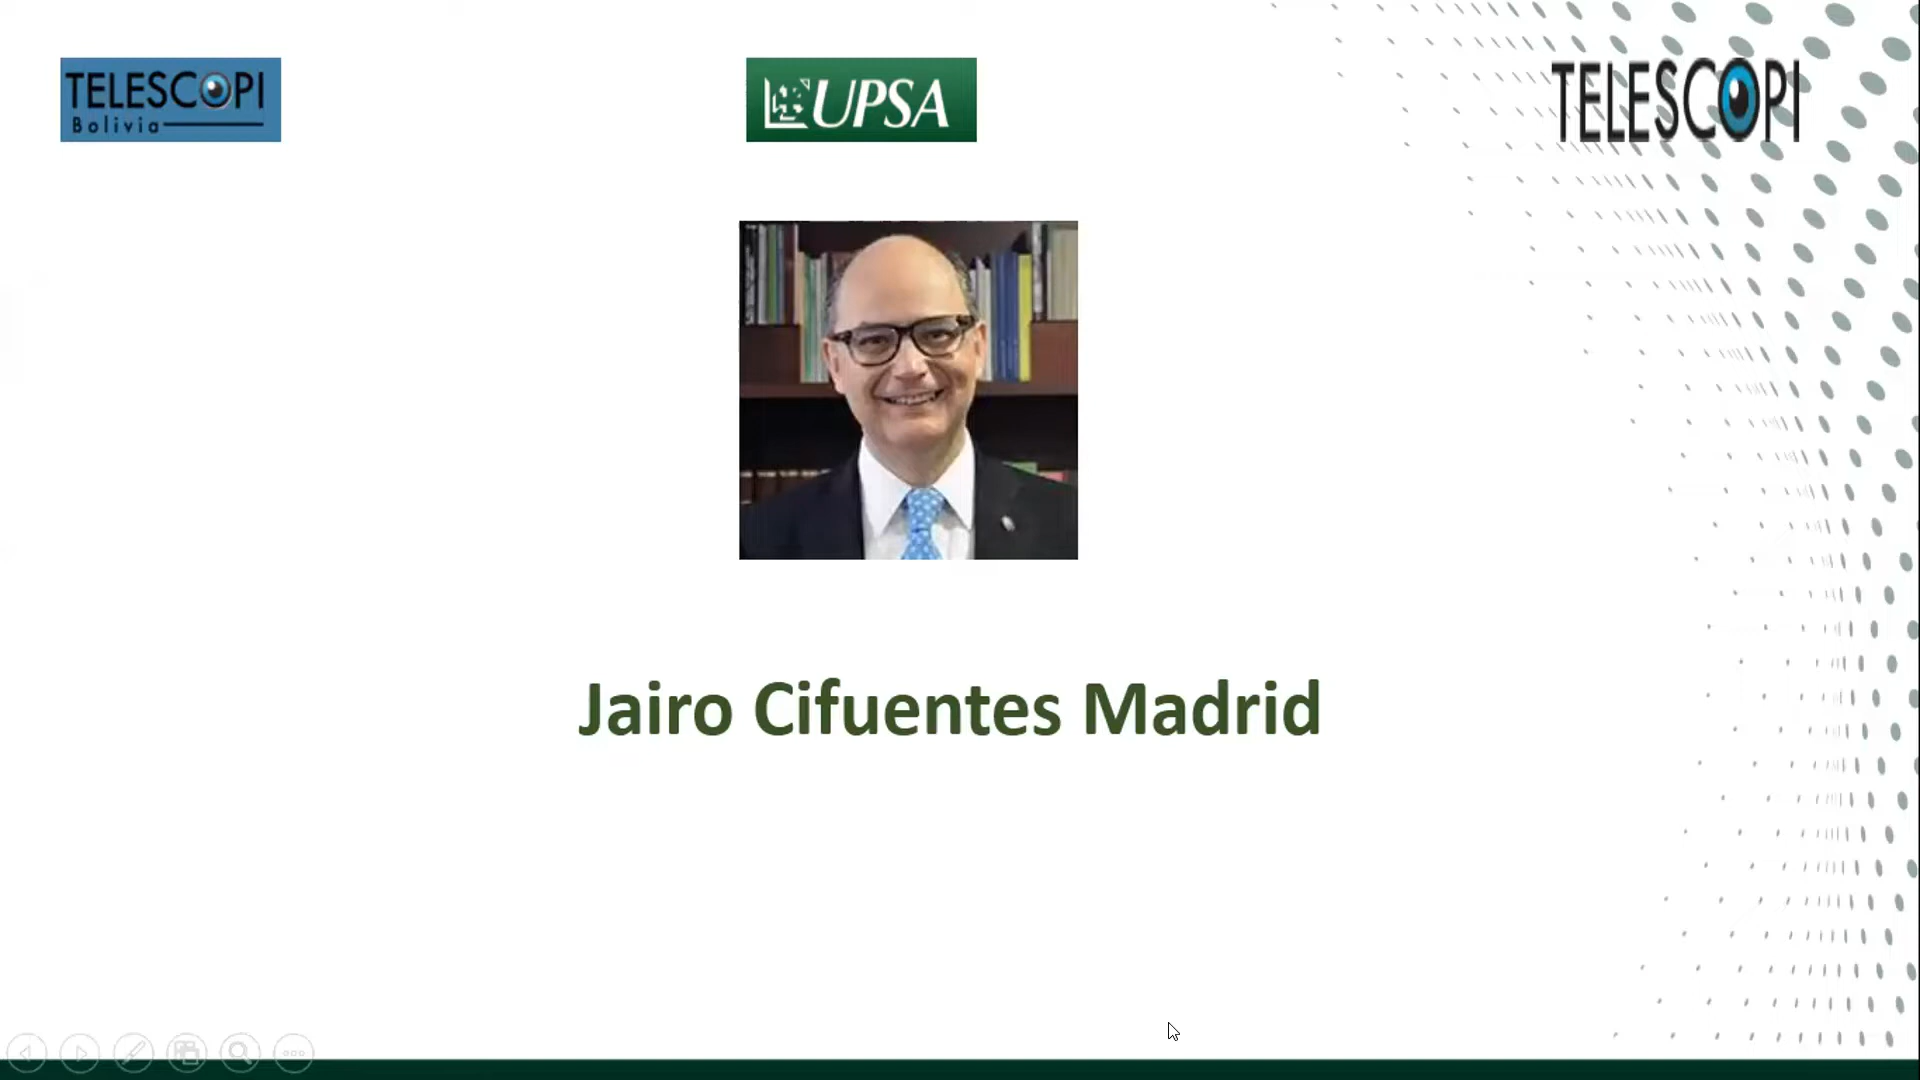 TELESCOPI
Bolivia
UPSA
TELESCOPI
Jairo Cifuentes Madrid